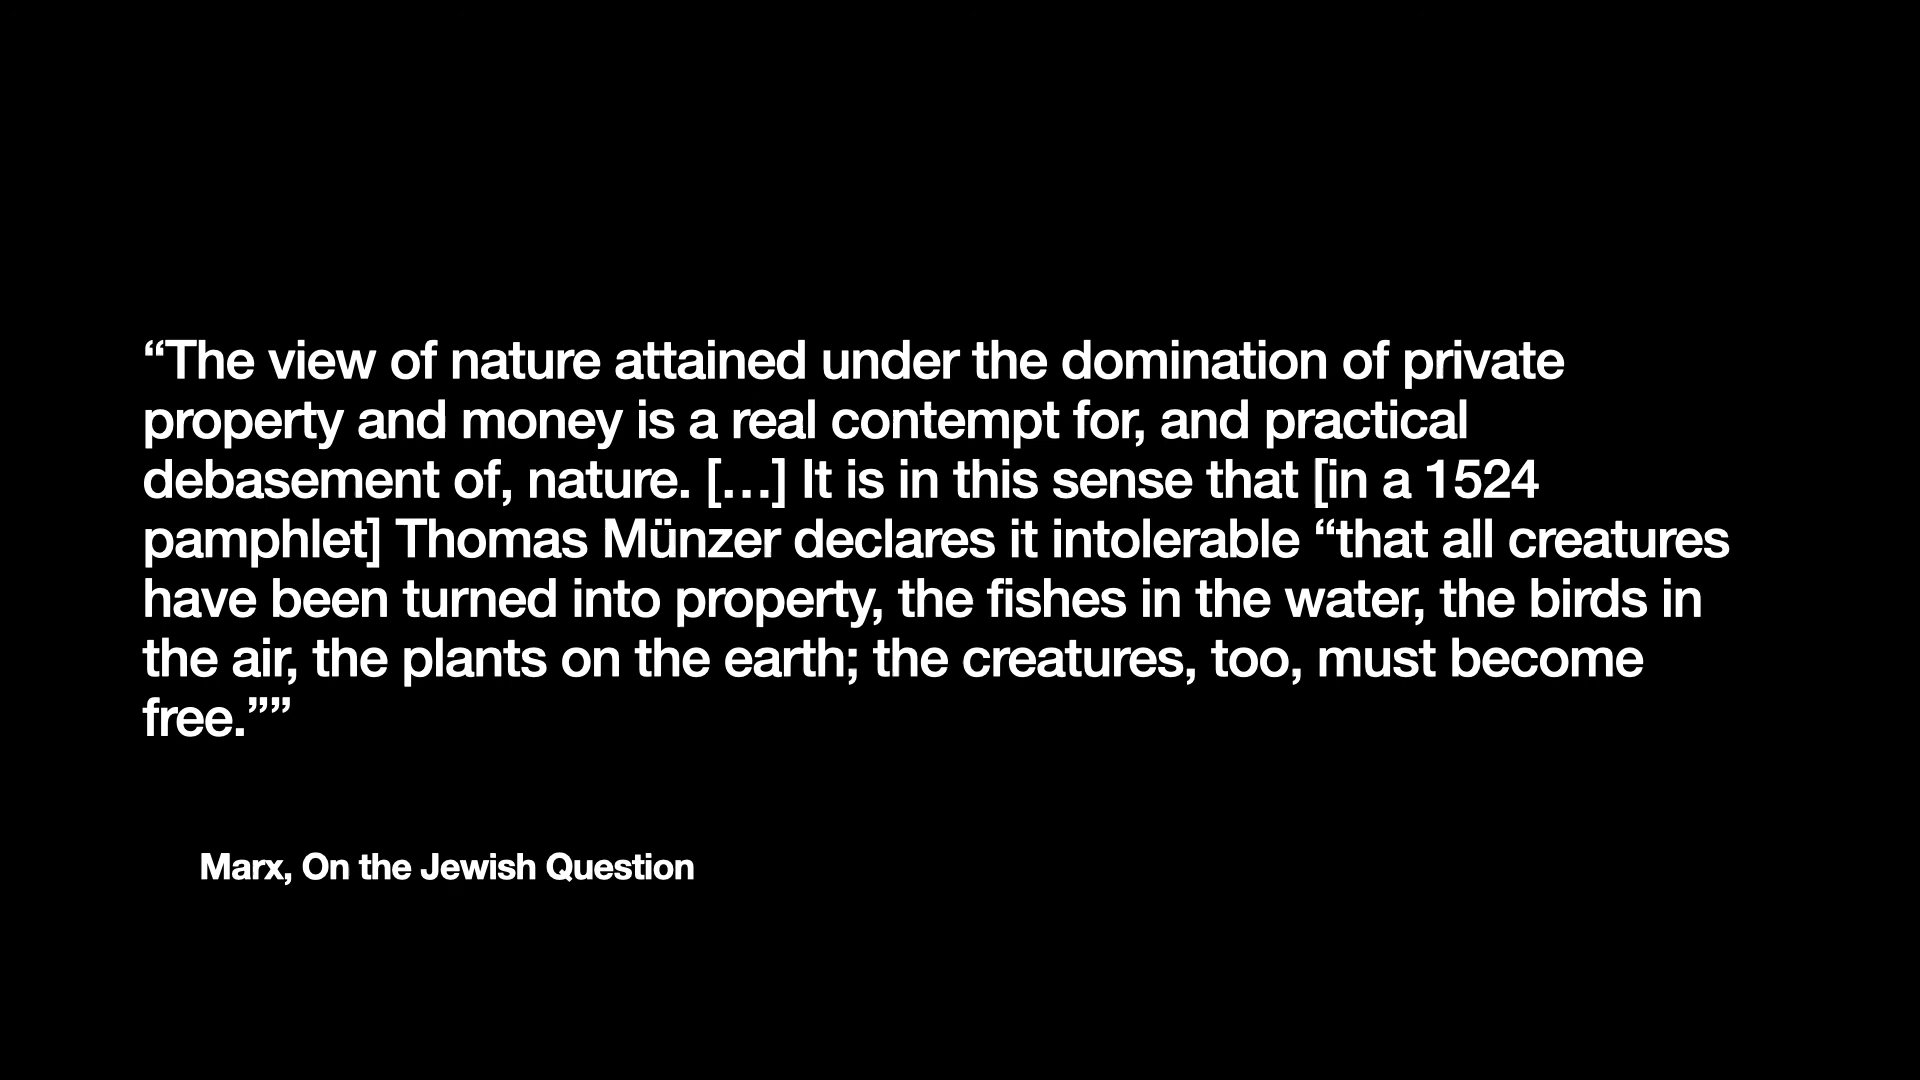 “The view of nature attained under the domination of private
property and money is a real contempt for, and practical
debasement of, nature. […] It is in this sense that [in a 1524
pamphlet] Thomas Münzer declares it intolerable “that all creatures
have been turned into property, the fishes in the water, the birds in
the air, the plants on the earth; the creatures, too, must become
free.””
Marx, On the Jewish Question